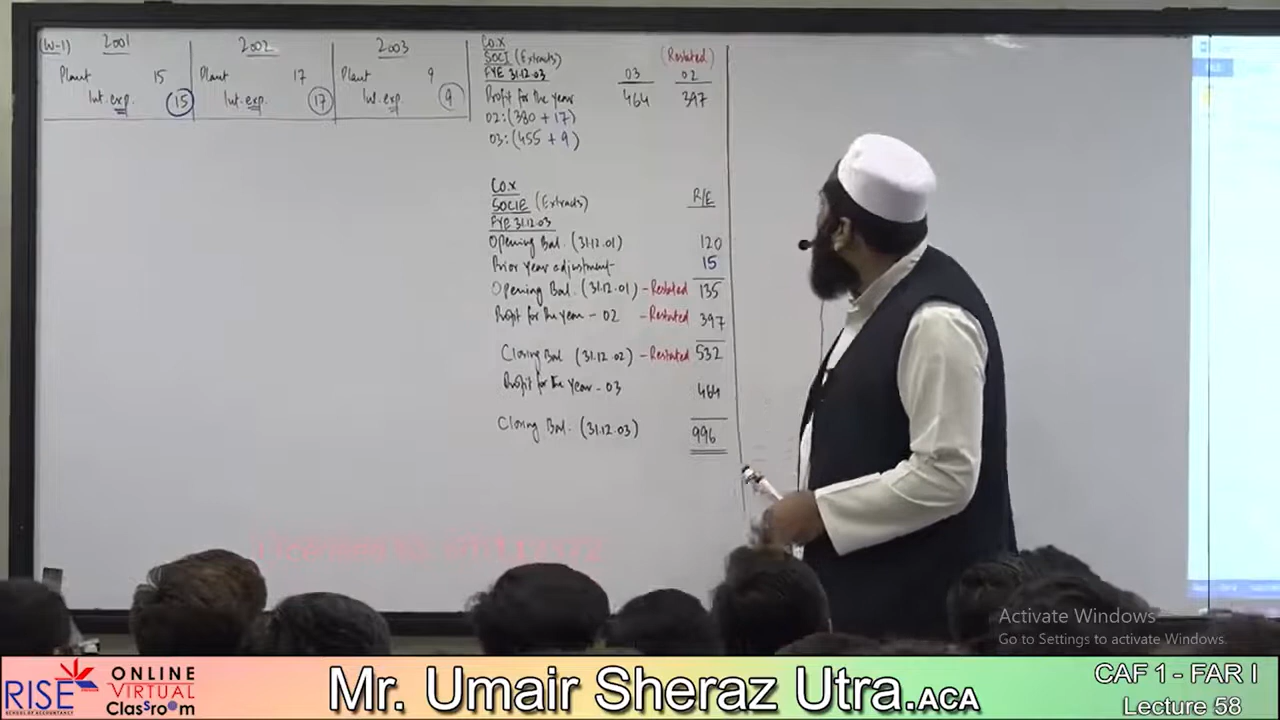 (W-1) 2001 2002 2003
Plant 15 Plant 17 Plant 9
Int. exp 15 Int. exp 17 Int. exp 9
Co.X
SOCI (Extracts) (Restated)
FYE 31.12.03 03 02
Profit for the year 464 397
02: (380 + 17)
03: (455 + 9)
Co.X
SOCIE (Extracts) R/E
FYE 31.12.03
Opening Bal. (31.12.01) 120
Prior year adjustment 15
Opening Bal. (31.12.01) - Restated 135
Profit for the year - 02 - Restated 397
Closing Bal (31.12.02) - Restated 532
Profit for the year - 03 464
Closing Bal. (31.12.03) 996
Activate Windows
Go to Settings to activate Windows.
RISE
SCHOOL OF ACCOUNTANCY
ONLINE
VIRTUAL
Classroom
Mr. Umair Sheraz Utra.ACA
CAF 1 - FAR I
Lecture 58